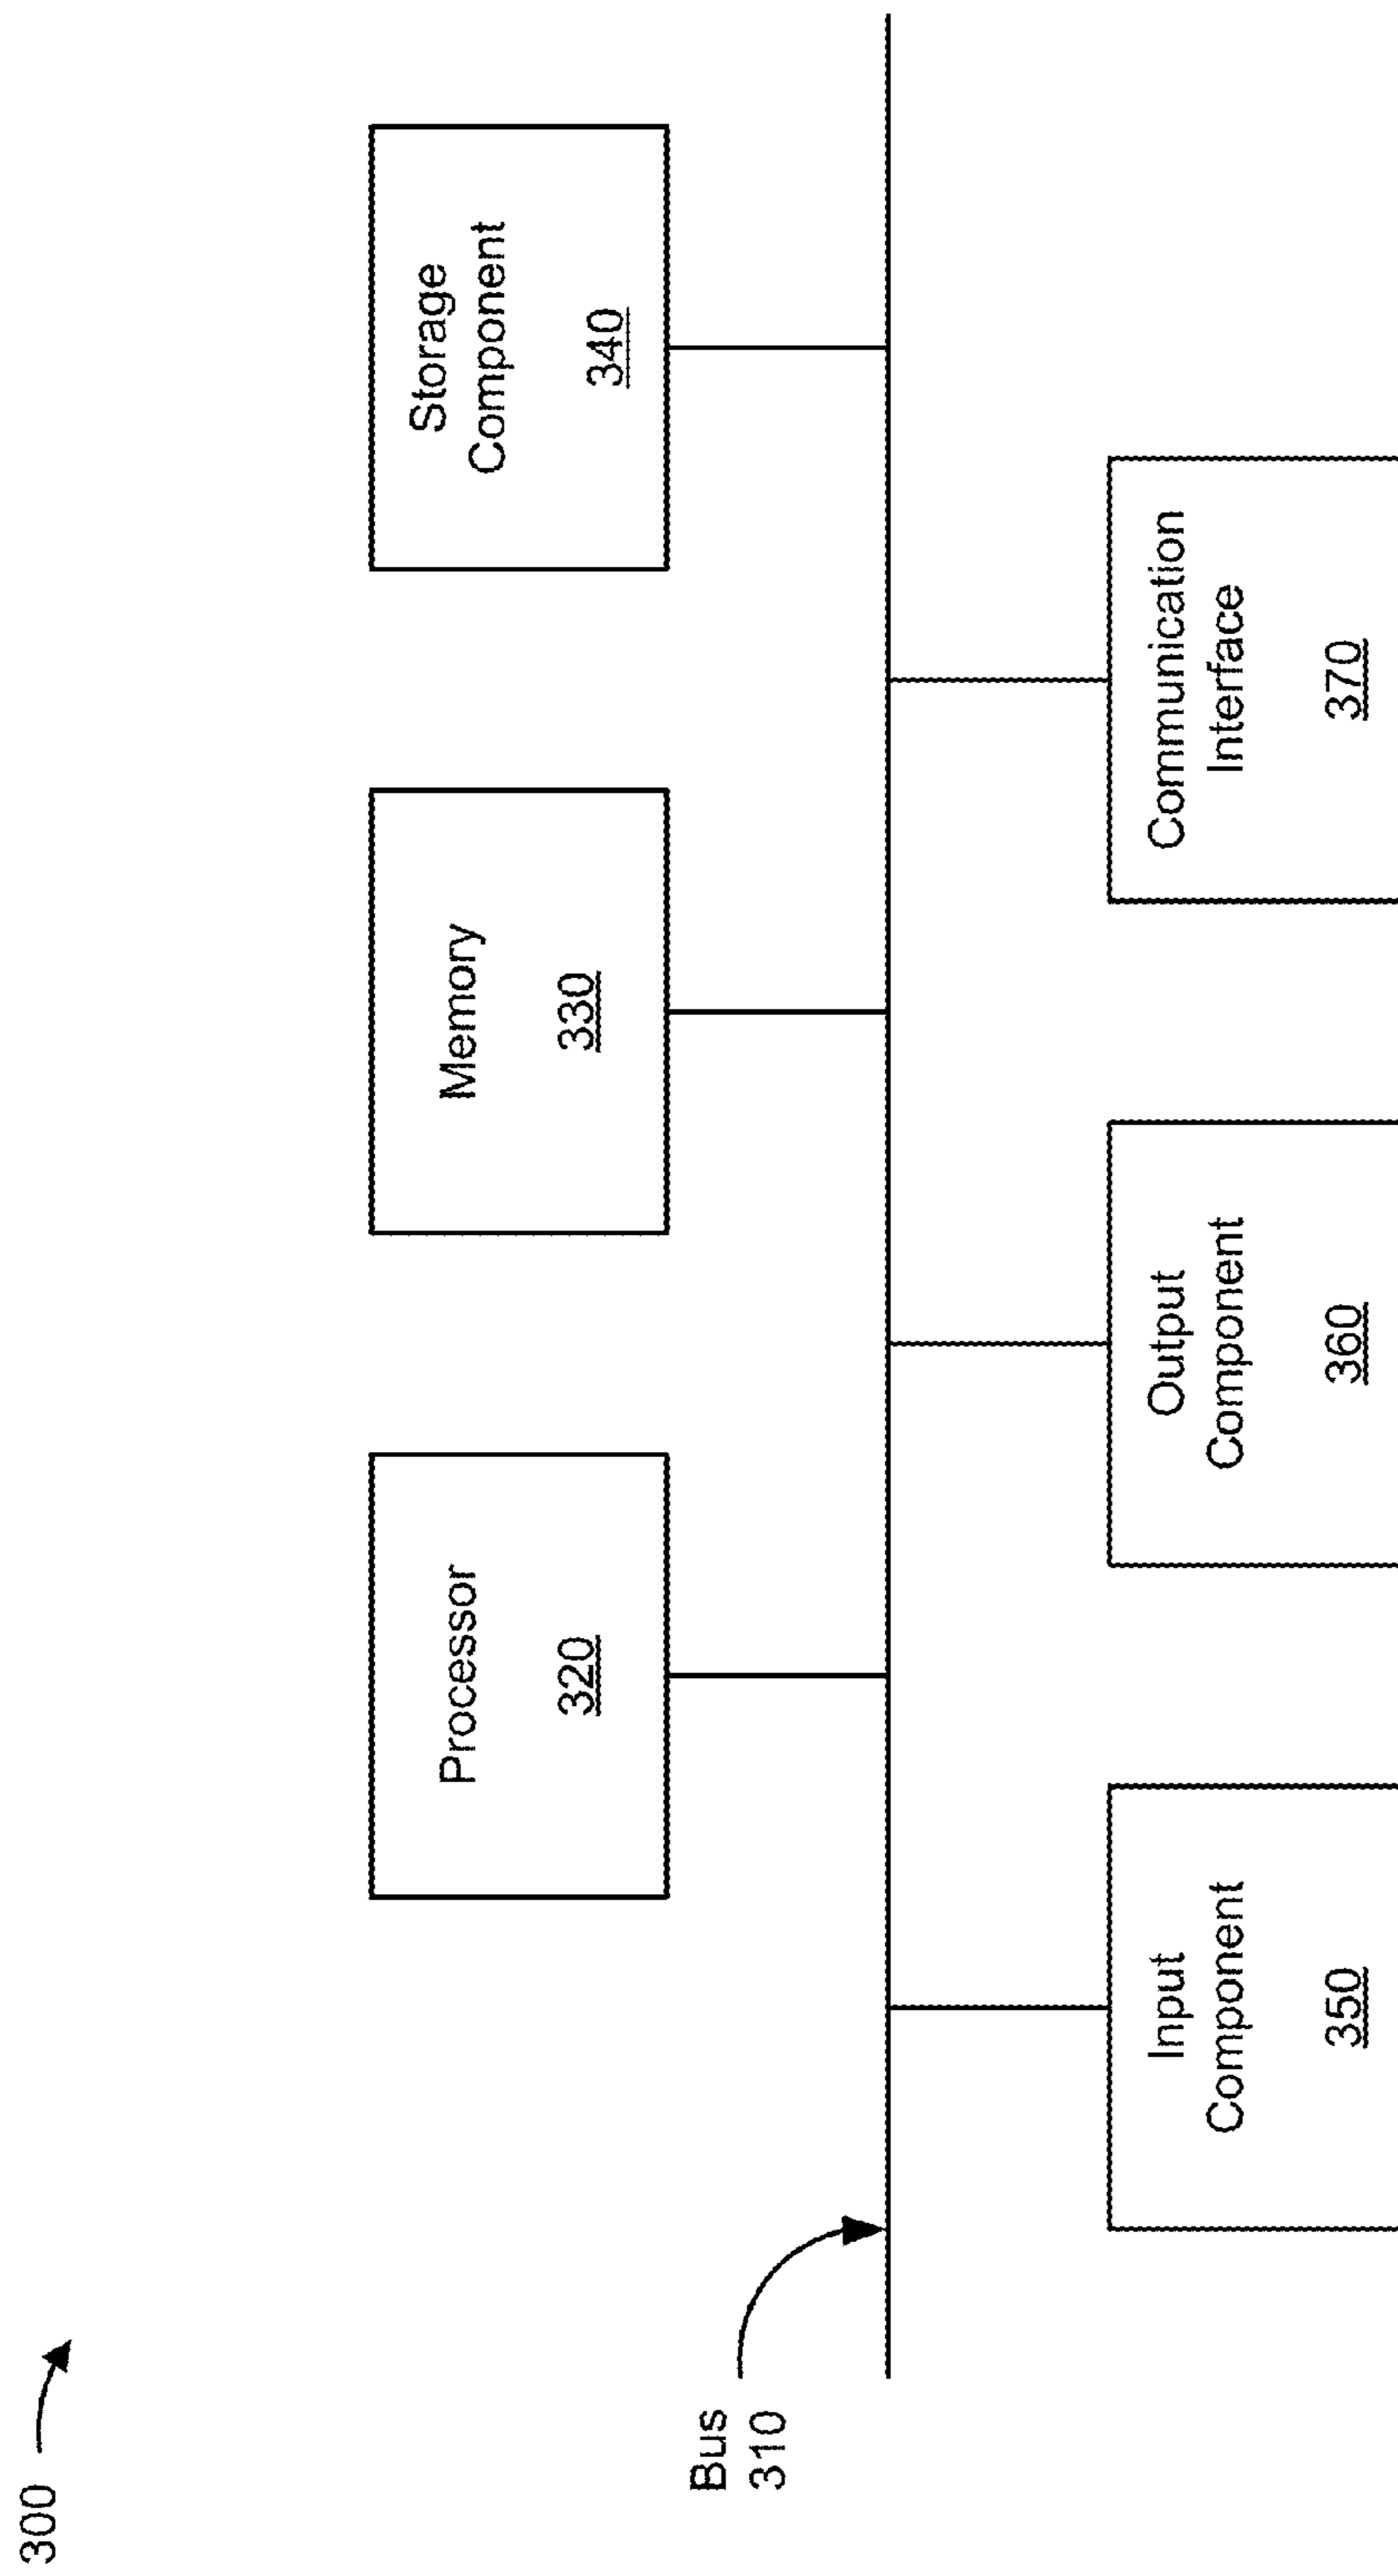 300
Bus
310
Processor
320
Memory
330
Storage
Component
340
Input
Component
350
Output
Component
360
Communication
Interface
370